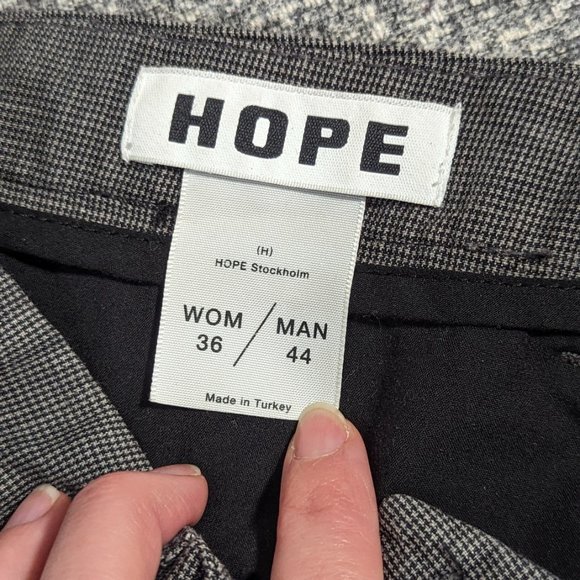 HOPE
(H)
HOPE Stockholm
WOM / MAN
36 44
Made in Turkey